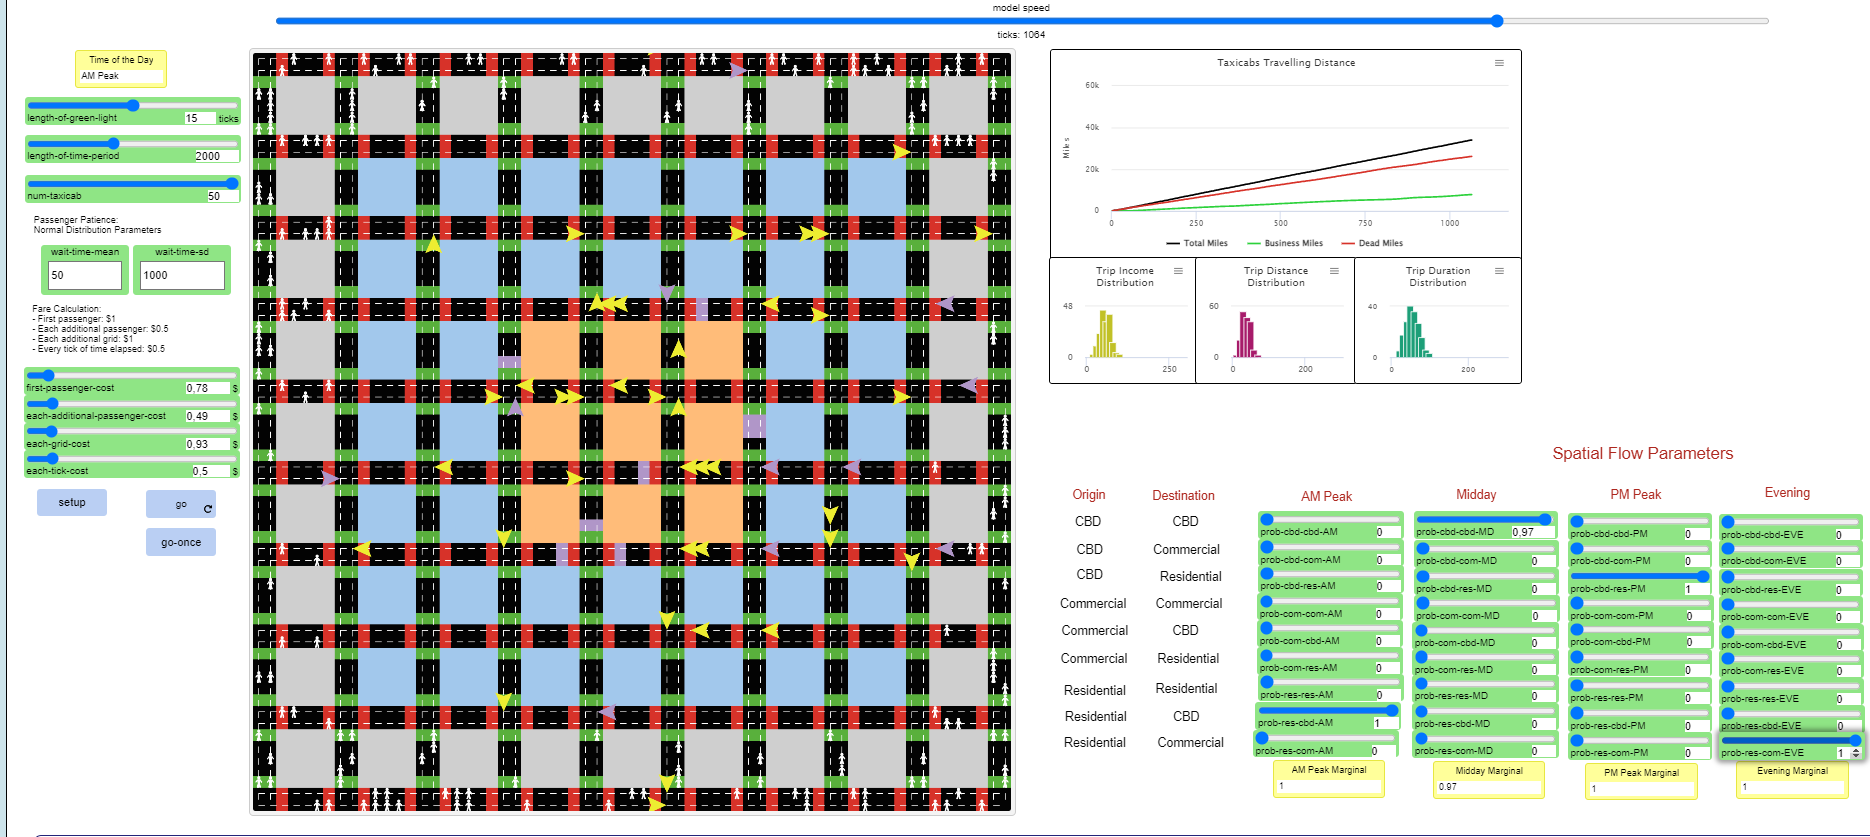 model speed
ticks: 1064
Time of the Day
AM Peak
length-of-green-light 15 ticks
length-of-time-period 2000
num-taxicab 50
Passenger Patience:
Normal Distribution Parameters
wait-time-mean
50
wait-time-sd
1000
Fare Calculation:
- First passenger: $1
- Each additional passenger: $0.5
- Each additional grid: $1
- Every tick of time elapsed: $0.5
first-passenger-cost 0,78 $
each-additional-passenger-cost 0,49 $
each-grid-cost 0,93 $
each-tick-cost 0,5 $
setup
go
go-once
Taxicabs Travelling Distance
Miles
60k
40k
20k
0
0 250 500 750 1000
Total Miles Business Miles Dead Miles
Trip Income
Distribution
48
0
0 250
Trip Distance
Distribution
60
0
0 200
Trip Duration
Distribution
40
0
0 200
Spatial Flow Parameters
Origin Destination AM Peak Midday PM Peak Evening
CBD CBD
prob-cbd-cbd-AM 0 prob-cbd-cbd-MD 0,97 prob-cbd-cbd-PM 0 prob-cbd-cbd-EVE 0
CBD Commercial
prob-cbd-com-AM 0 prob-cbd-com-MD 0 prob-cbd-com-PM 0 prob-cbd-com-EVE 0
CBD Residential
prob-cbd-res-AM 0 prob-cbd-res-MD 0 prob-cbd-res-PM 1 prob-cbd-res-EVE 0
Commercial Commercial
prob-com-com-AM 0 prob-com-com-MD 0 prob-com-com-PM 0 prob-com-com-EVE 0
Commercial CBD
prob-com-cbd-AM 0 prob-com-cbd-MD 0 prob-com-cbd-PM 0 prob-com-cbd-EVE 0
Commercial Residential
prob-com-res-AM 0 prob-com-res-MD 0 prob-com-res-PM 0 prob-com-res-EVE 0
Residential Residential
prob-res-res-AM 0 prob-res-res-MD 0 prob-res-res-PM 0 prob-res-res-EVE 0
Residential CBD
prob-res-cbd-AM 1 prob-res-cbd-MD 0 prob-res-cbd-PM 0 prob-res-cbd-EVE 0
Residential Commercial
prob-res-com-AM 0 prob-res-com-MD 0 prob-res-com-PM 0 prob-res-com-EVE 1
AM Peak Marginal
1
Midday Marginal
0.97
PM Peak Marginal
1
Evening Marginal
1